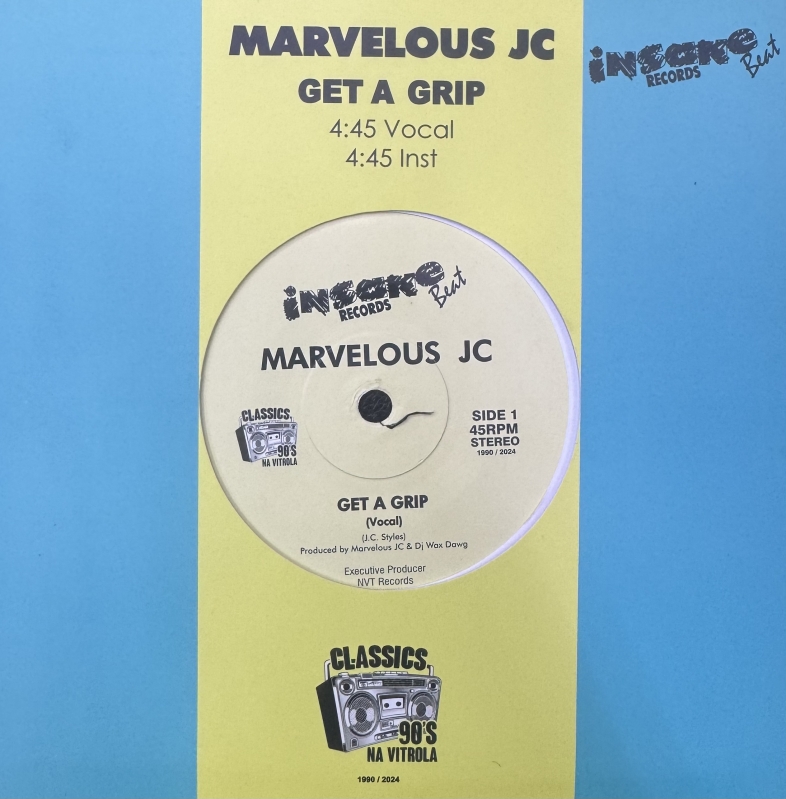 MARVELOUS JC
GET A GRIP
4:45 Vocal
4:45 Inst
insane Beat
RECORDS
insane Beat
RECORDS
MARVELOUS JC
CLASSICS
90'S
NA VITROLA
SIDE 1
45RPM
STEREO
1990 / 2024
GET A GRIP
(Vocal)
(J.C. Styles)
Produced by Marvelous JC & Dj Wax Dawg
Executive Producer
NVT Records
CLASSICS
90'S
NA VITROLA
1990 / 2024